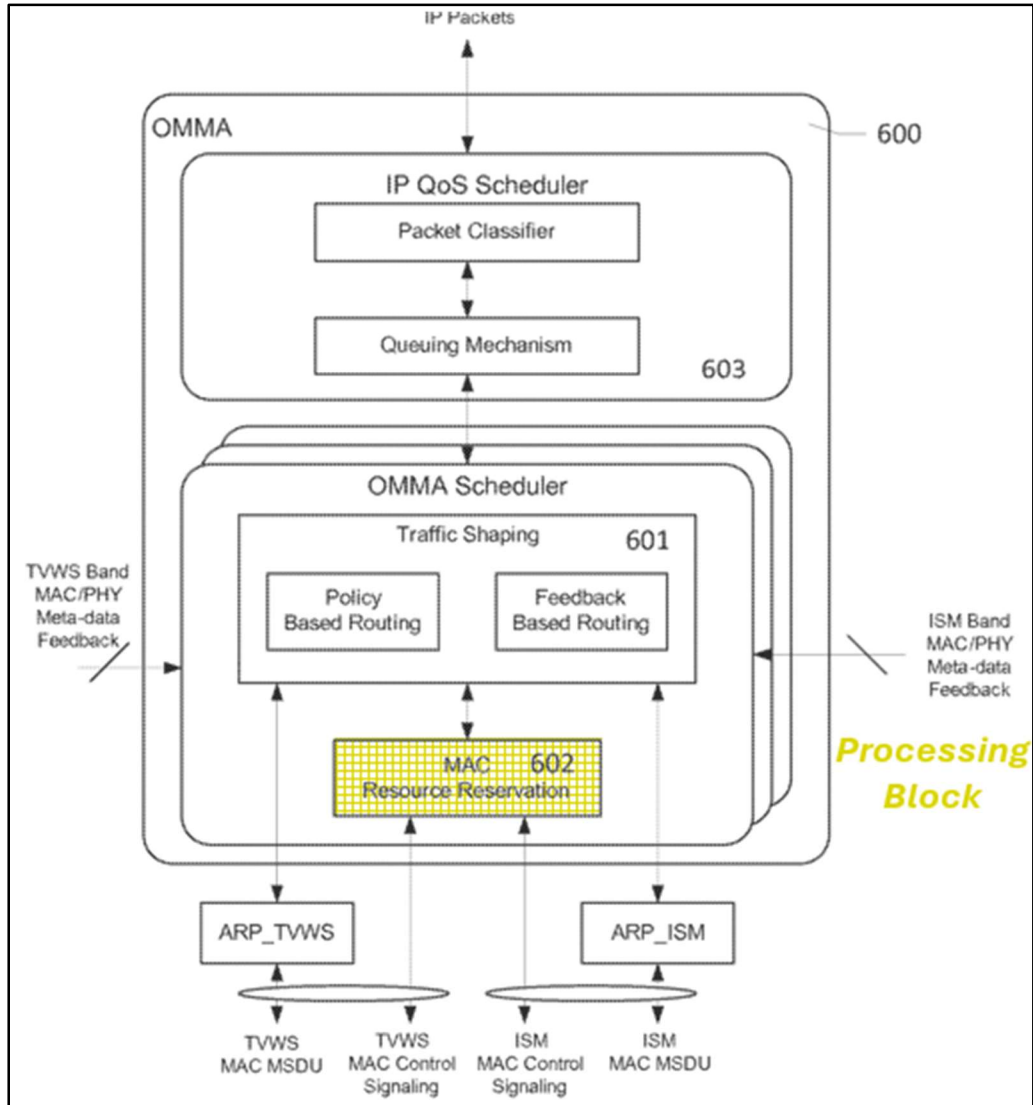 IP Packets
OMMA
600
IP QoS Scheduler
Packet Classifier
Queuing Mechanism
603
OMMA Scheduler
Traffic Shaping
601
Policy
Based Routing
Feedback
Based Routing
TVWS Band
MAC/PHY
Meta-data
Feedback
ISM Band
MAC/PHY
Meta-data
Feedback
MAC 602
Resource Reservation
Processing
Block
ARP_TVWS
ARP_ISM
TVWS
MAC MSDU
TVWS
MAC Control
Signaling
ISM
MAC Control
Signaling
ISM
MAC MSDU